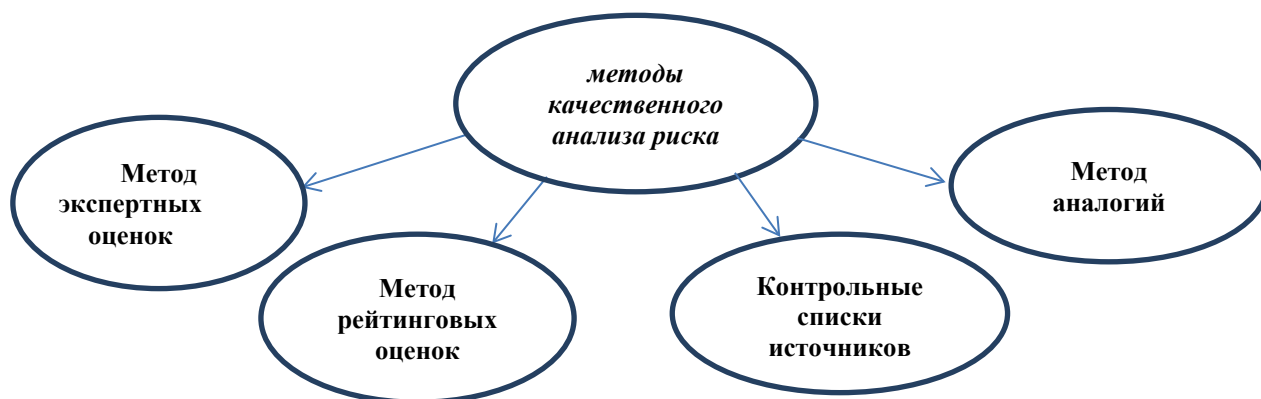 методы
качественного
анализа риска
Метод
экспертных
оценок
Метод
рейтинговых
оценок
Контрольные
списки
источников
Метод
аналогий